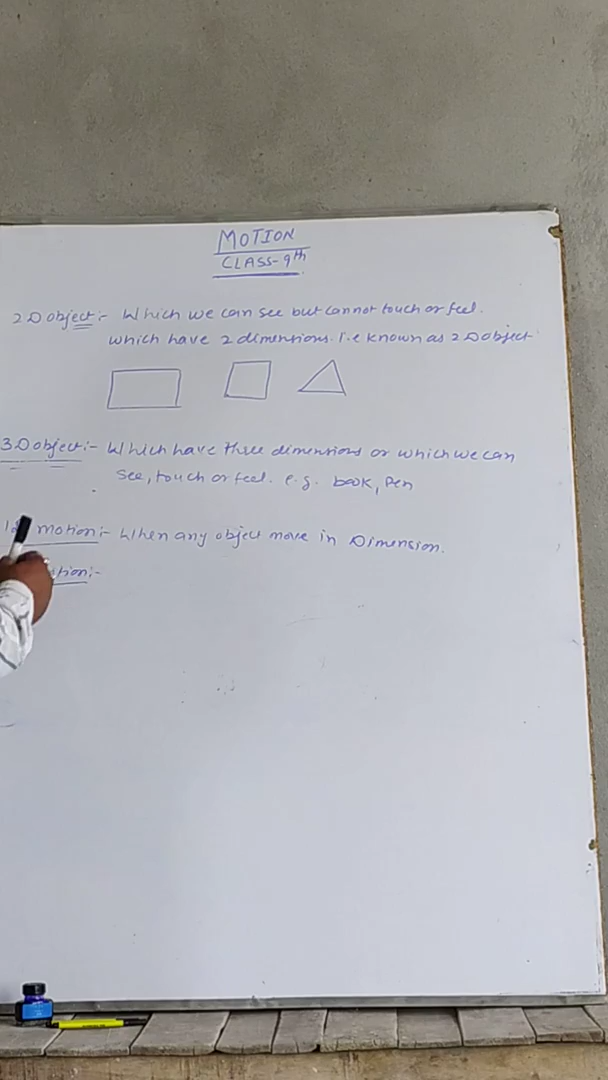 MOTION
CLASS-9th
2D object:- Which we can see but cannot touch or feel.
which have 2 dimensions. i.e known as 2D object
3D object:- Which have three dimensions or which we can
see, touch or feel. e.g. book, Pen
motion:- When any object move in Dimension.